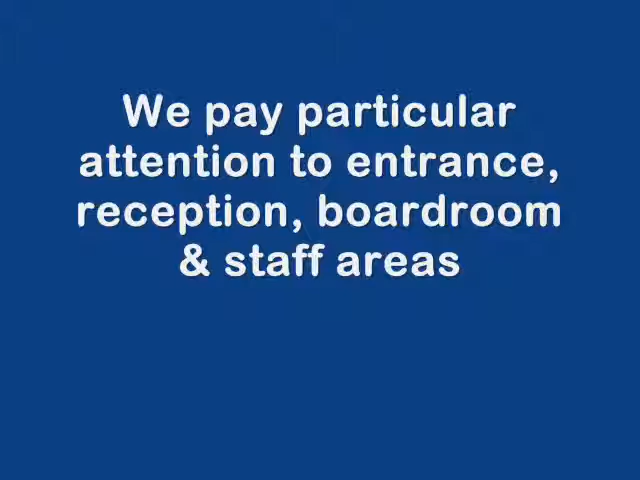 We pay particular
attention to entrance,
reception, boardroom
& staff areas